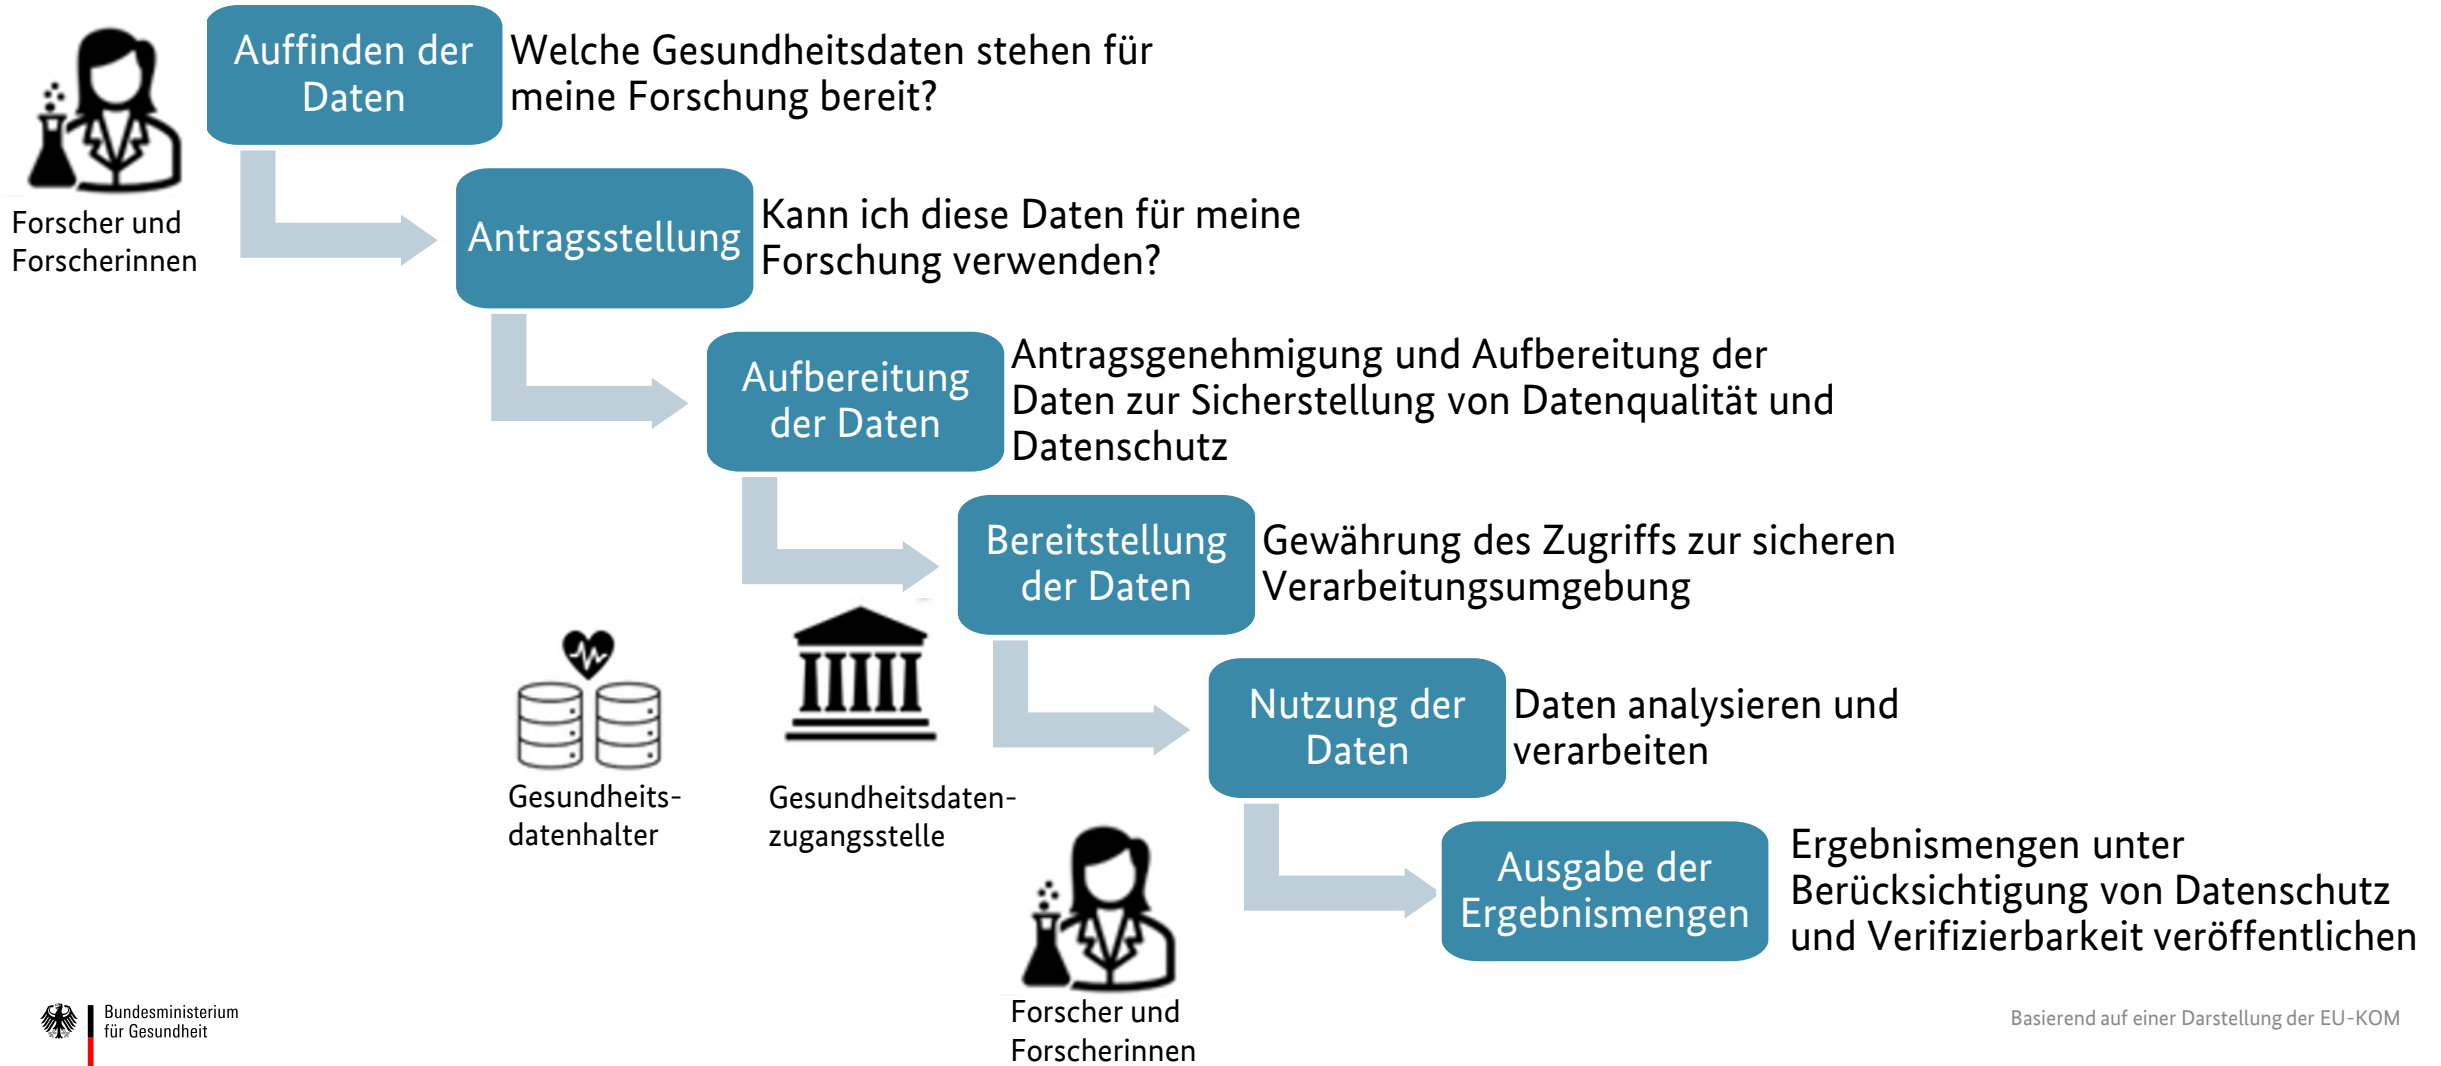 Auffinden der
Daten
Welche Gesundheitsdaten stehen für
meine Forschung bereit?
Forscher und
Forscherinnen
Antragsstellung
Kann ich diese Daten für meine
Forschung verwenden?
Aufbereitung
der Daten
Antragsgenehmigung und Aufbereitung der
Daten zur Sicherstellung von Datenqualität und
Datenschutz
Bereitstellung
der Daten
Gewährung des Zugriffs zur sicheren
Verarbeitungsumgebung
Gesundheits-
datenhalter
Gesundheitsdaten-
zugangsstelle
Nutzung der
Daten
Daten analysieren und
verarbeiten
Ausgabe der
Ergebnismengen
Ergebnismengen unter
Berücksichtigung von Datenschutz
und Verifizierbarkeit veröffentlichen
Forscher und
Forscherinnen
Bundesministerium
für Gesundheit
Basierend auf einer Darstellung der EU-KOM